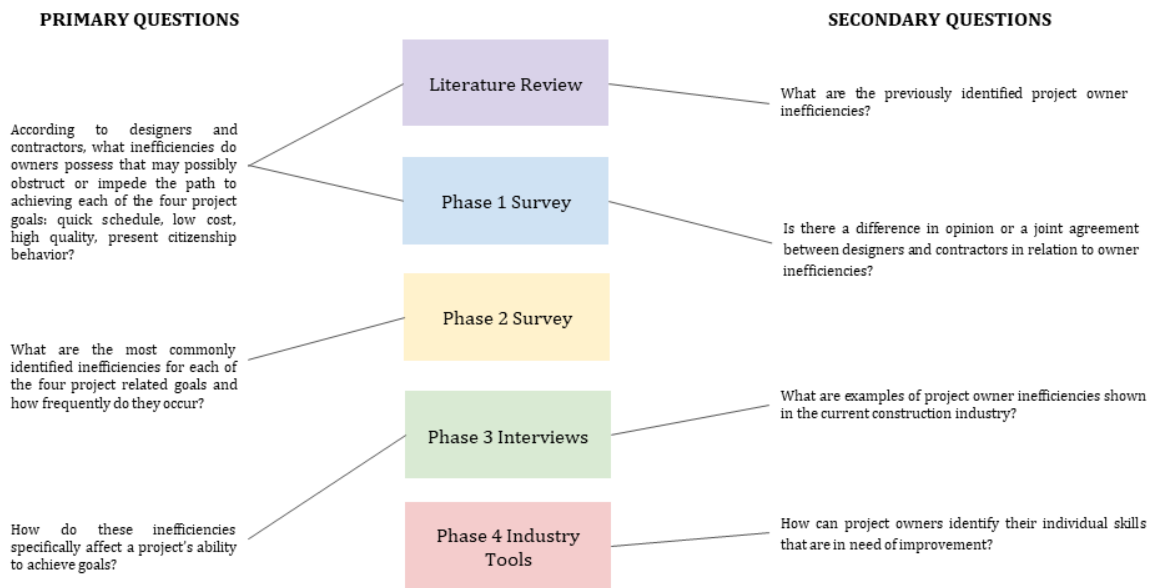 PRIMARY QUESTIONS
According to designers and
contractors, what inefficiencies do
owners possess that may possibly
obstruct or impede the path to
achieving each of the four project
goals: quick schedule, low cost,
high quality, present citizenship
behavior?
What are the most commonly
identified inefficiencies for each of
the four project related goals and
how frequently do they occur?
How do these inefficiencies
specifically affect a project's ability
to achieve goals?
Literature Review
Phase 1 Survey
Phase 2 Survey
Phase 3 Interviews
Phase 4 Industry
Tools
SECONDARY QUESTIONS
What are the previously identified project owner
inefficiencies?
Is there a difference in opinion or a joint agreement
between designers and contractors in relation to owner
inefficiencies?
What are examples of project owner inefficiencies shown
in the current construction industry?
How can project owners identify their individual skills
that are in need of improvement?